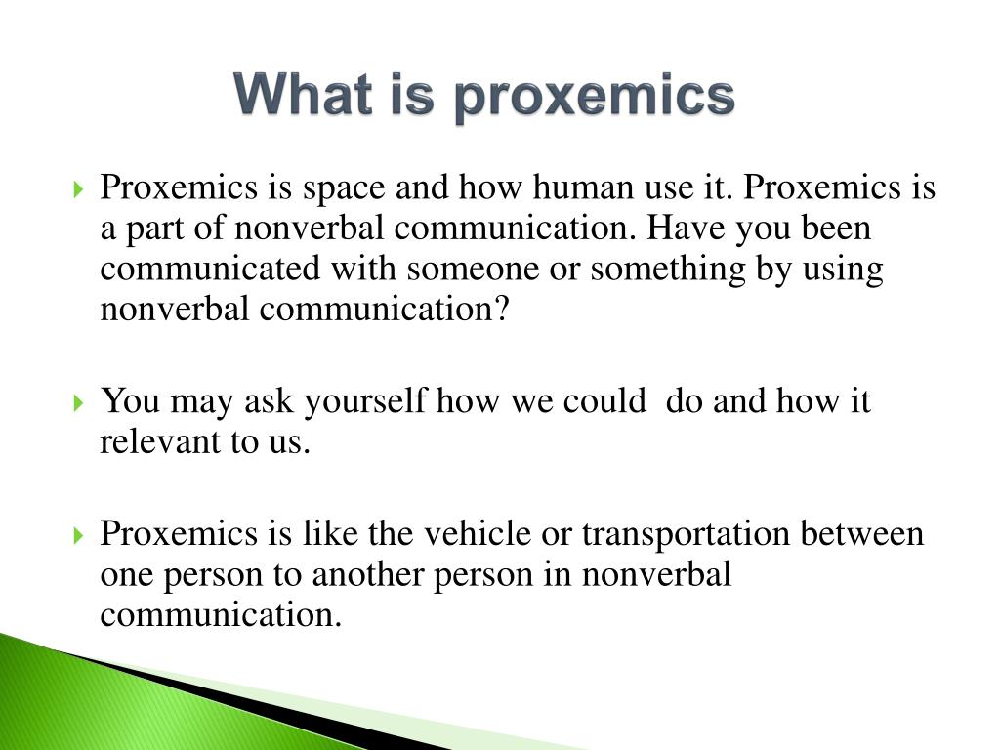 What is proxemics
Proxemics is space and how human use it. Proxemics is
a part of nonverbal communication. Have you been
communicated with someone or something by using
nonverbal communication?
You may ask yourself how we could  do and how it
relevant to us.
Proxemics is like the vehicle or transportation between
one person to another person in nonverbal
communication.